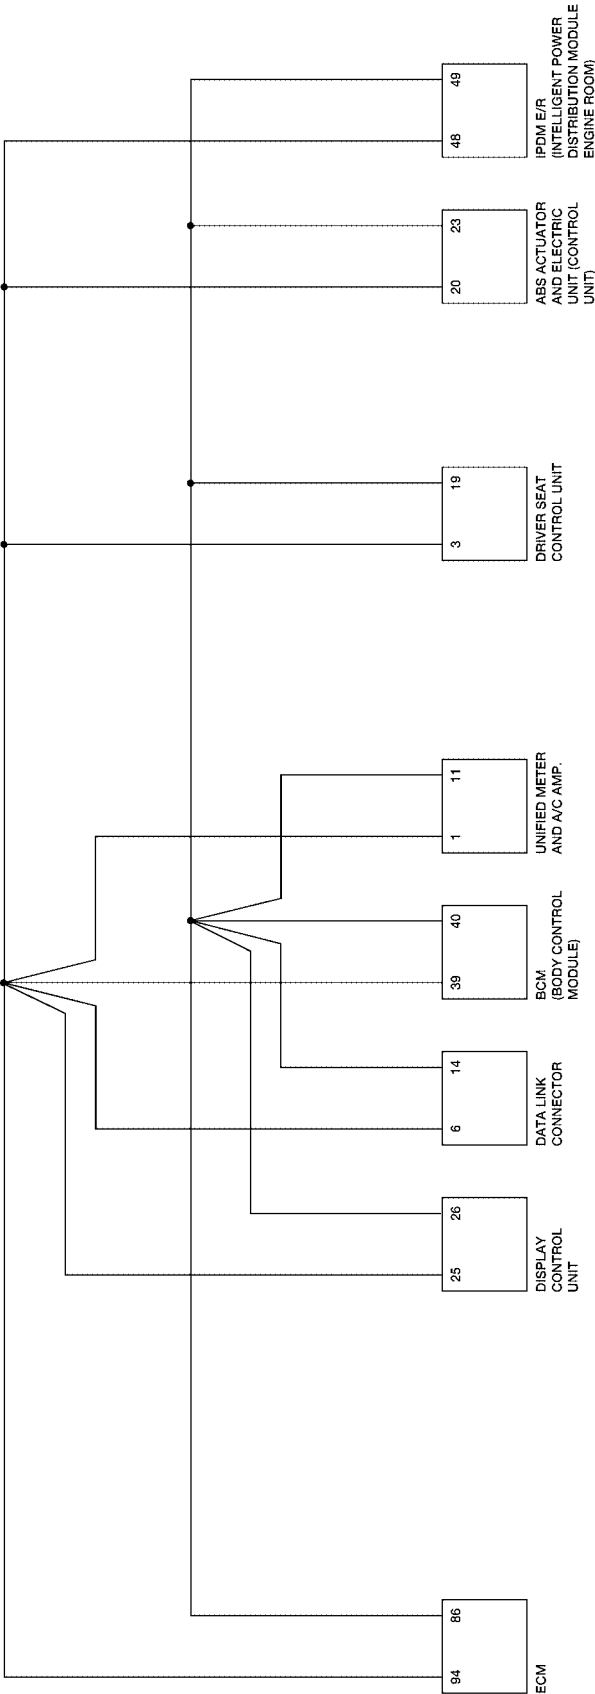 94
86
ECM
25
26
DISPLAY
CONTROL
UNIT
6
14
DATA LINK
CONNECTOR
39
40
BCM
(BODY CONTROL
MODULE)
1
11
UNIFIED METER
AND A/C AMP.
3
19
DRIVER SEAT
CONTROL UNIT
20
23
ABS ACTUATOR
AND ELECTRIC
UNIT (CONTROL
UNIT)
48
49
IPDM E/R
(INTELLIGENT POWER
DISTRIBUTION MODULE
ENGINE ROOM)